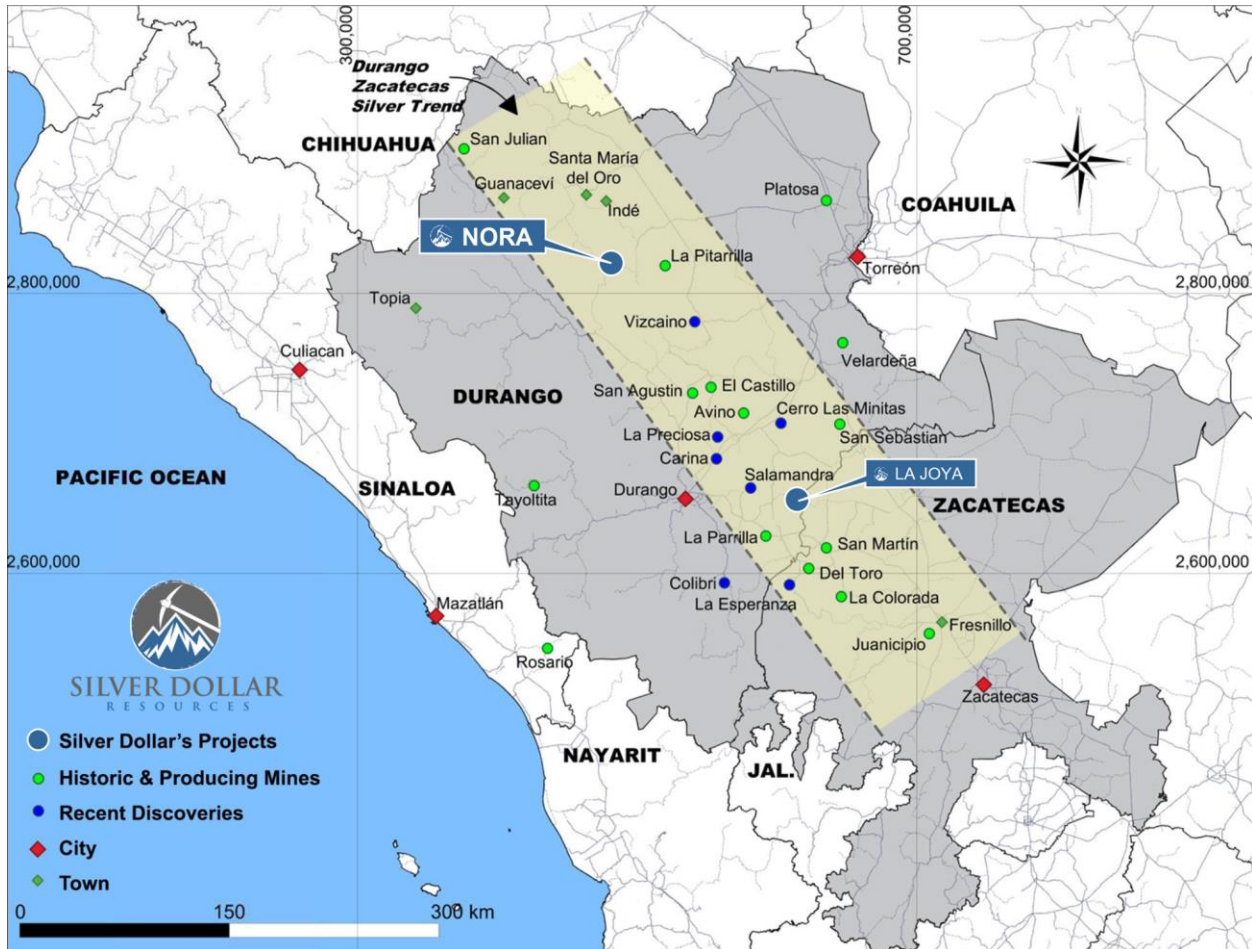 300,000
700,000
Durango
Zacatecas
Silver Trend
CHIHUAHUA
San Julian
Santa María
del Oro
Guanaceví
Indé
Platosa
COAHUILA
NORA
La Pitarrilla
Torreón
2,800,000
2,800,000
Topia
Vizcaino
Culiacan
Velardeña
DURANGO
San Agustin
El Castillo
Avino
Cerro Las Minitas
La Preciosa
San Sebastian
Carina
PACIFIC OCEAN
SINALOA
Salamandra
LA JOYA
Tayoltita
Durango
ZACATECAS
La Parrilla
San Martín
2,600,000
2,600,000
Del Toro
Colibrí
La Esperanza
La Colorada
Mazatlán
Fresnillo
Juanicipio
Rosario
Zacatecas
SILVER DOLLAR
RESOURCES
NAYARIT
JAL.
Silver Dollar's Projects
Historic & Producing Mines
Recent Discoveries
City
Town
0
150
300 km